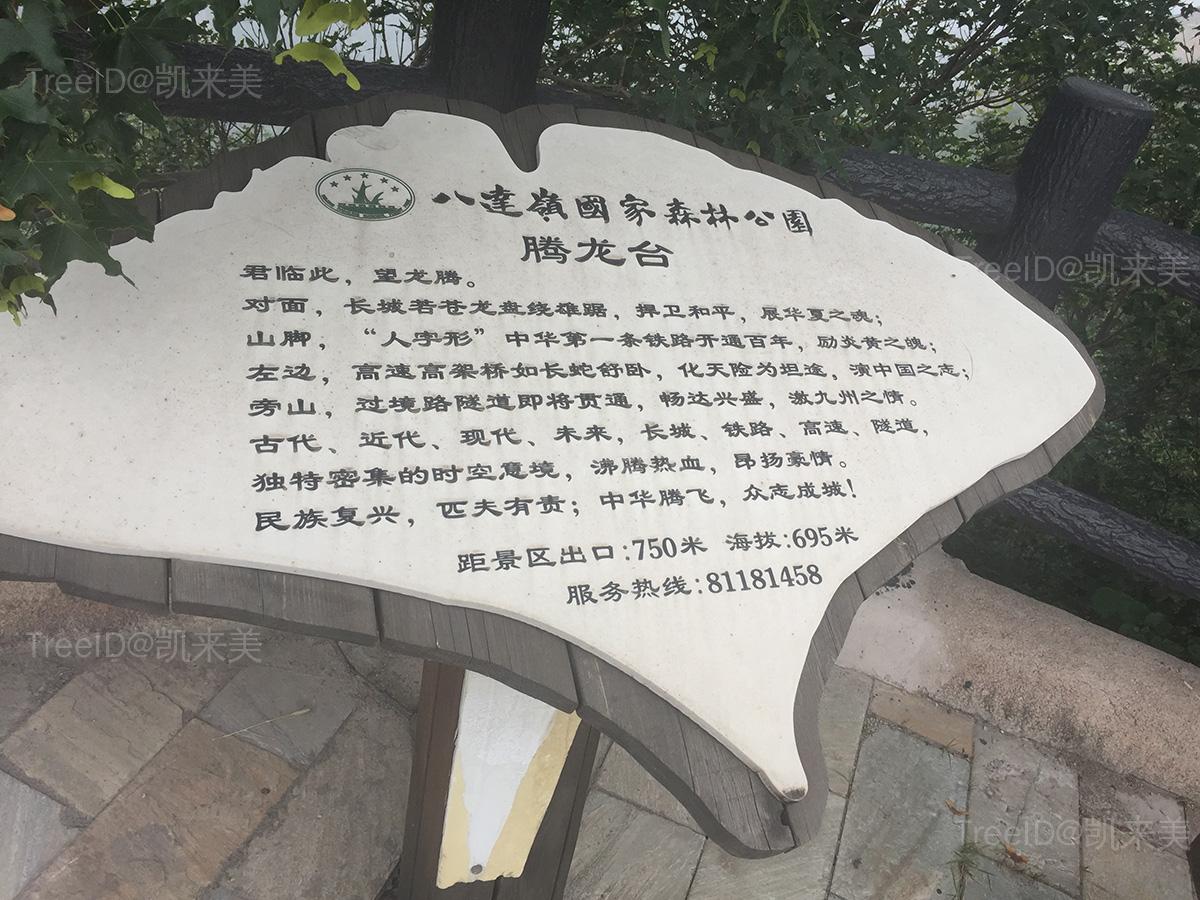 TreeID@凯来美
八達嶺國家森林公園
腾龙台
君临此，望龙腾。
对面，长城若苍龙盘绕雄踞，捍卫和平，展华夏之魂；
山脚，“人字形”中华第一条铁路开通百年，励炎黄之魄；
左边，高速高架桥如长蛇舒卧，化天险为坦途，演中国之志；
旁山，过境路隧道即将贯通，畅达兴盛，激九州之情。
古代、近代、现代、未来，长城、铁路、高速、隧道，
独特密集的时空意境，沸腾热血，昂扬豪情。
民族复兴，匹夫有责；中华腾飞，众志成城！
距景区出口:750米 海拔:695米
服务热线:81181458
TreeID@凯来美
TreeID@凯来美
TreeID@凯来美